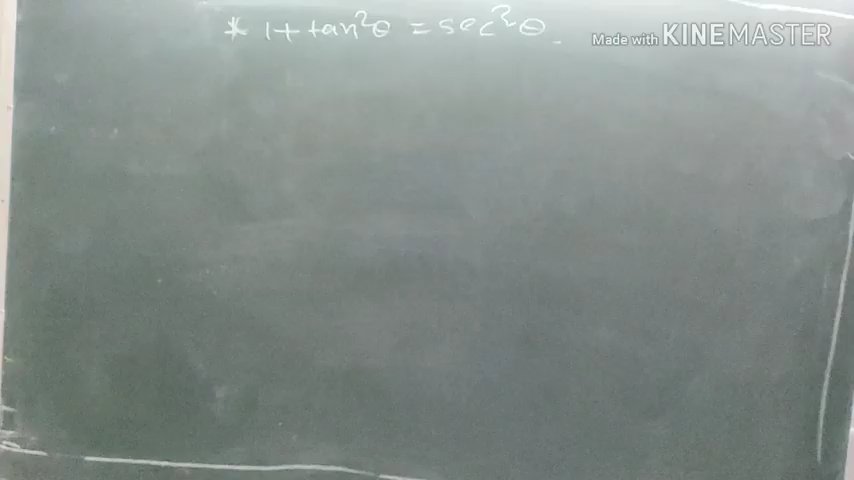 * 1+tan²θ = sec²θ
Made with KINEMASTER